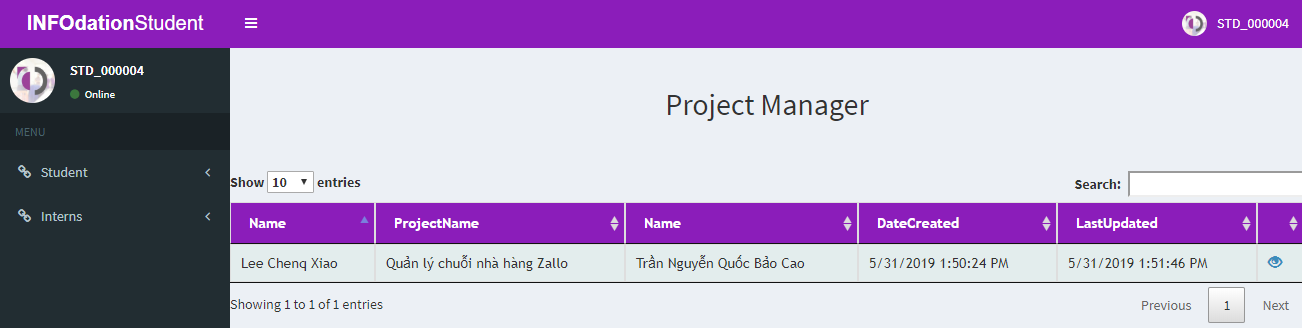 INFOdationStudent
STD_000004
STD_000004
Online
MENU
Student
Interns
Project Manager
Show 10 entries
Search:
Name ProjectName Name DateCreated LastUpdated
Lee Chenq Xiao Quản lý chuỗi nhà hàng Zallo Trần Nguyễn Quốc Bảo Cao 5/31/2019 1:50:24 PM 5/31/2019 1:51:46 PM
Showing 1 to 1 of 1 entries
Previous 1 Next